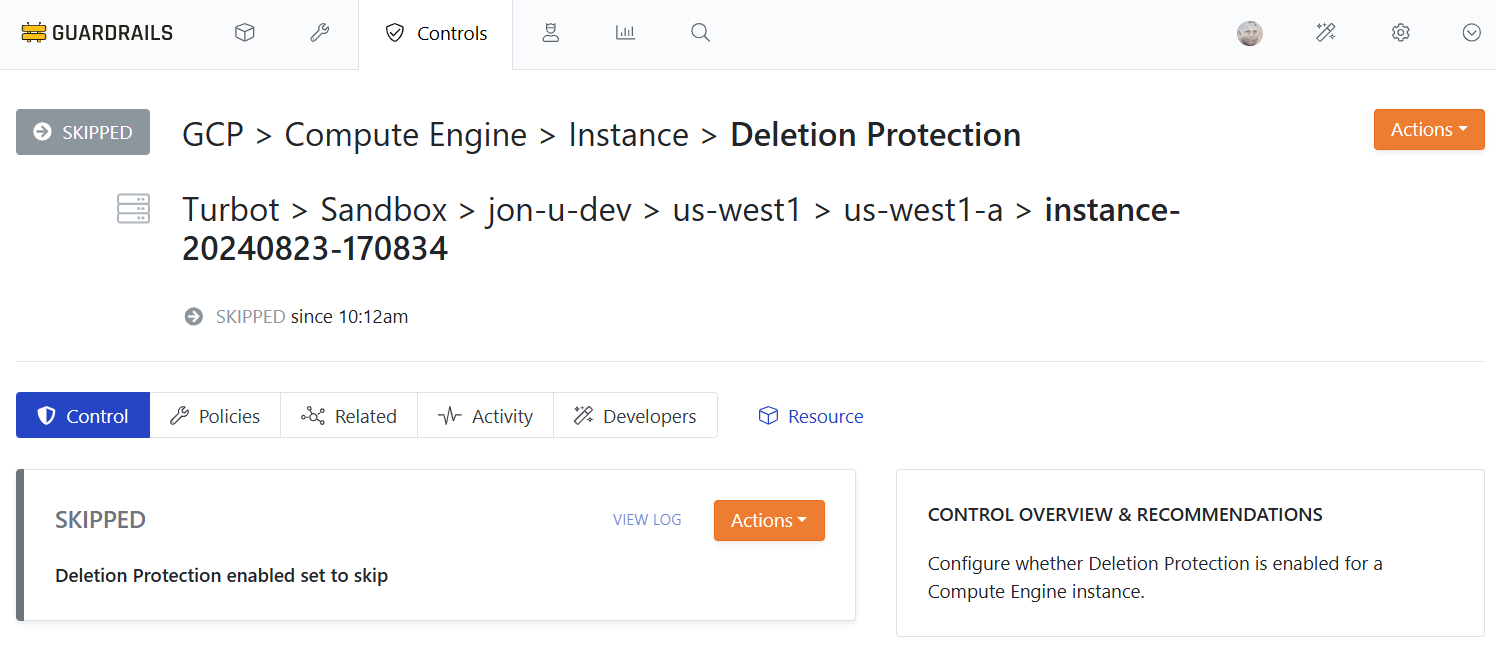 GUARDRAILS
Controls
SKIPPED
GCP > Compute Engine > Instance > Deletion Protection
Actions
Turbot > Sandbox > jon-u-dev > us-west1 > us-west1-a > instance-
20240823-170834
SKIPPED since 10:12am
Control
Policies
Related
Activity
Developers
Resource
SKIPPED
VIEW LOG
Actions
Deletion Protection enabled set to skip
CONTROL OVERVIEW & RECOMMENDATIONS
Configure whether Deletion Protection is enabled for a
Compute Engine instance.